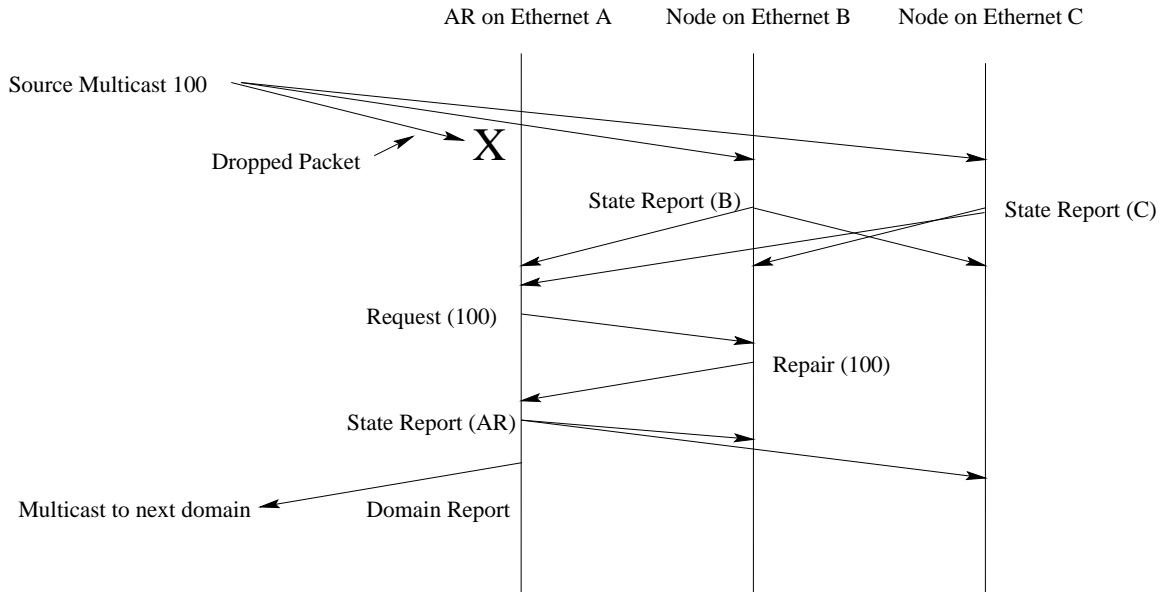 AR on Ethernet A
Node on Ethernet B
Node on Ethernet C
Source Multicast 100
X
Dropped Packet
State Report (B)
State Report (C)
Request (100)
Repair (100)
State Report (AR)
Multicast to next domain
Domain Report